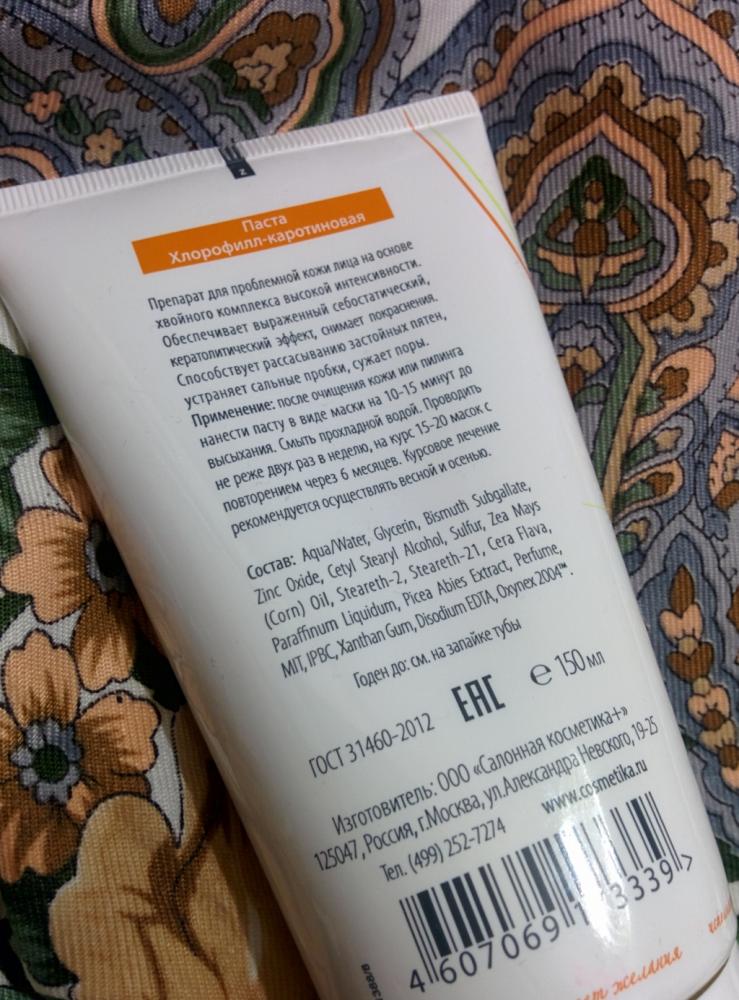 Паста
Хлорофилл-каротиновая
Препарат для проблемной кожи лица на основе
хвойного комплекса высокой интенсивности.
Обеспечивает выраженный себостатический,
кератолитический эффект, снимает покраснения.
Способствует рассасыванию застойных пятен,
устраняет сальные пробки, сужает поры.
Применение: после очищения кожи или пилинга
нанести пасту в виде маски на 10-15 минут до
высыхания. Смыть прохладной водой. Проводить
не реже двух раз в неделю, на курс 15-20 масок с
повторением через 6 месяцев. Курсовое лечение
рекомендуется осуществлять весной и осенью.
Состав: Aqua/Water, Glycerin, Bismuth Subgallate,
Zinc Oxide, Cetyl Stearyl Alcohol, Sulfur, Zea Mays
(Corn) Oil, Steareth-2, Steareth-21, Cera Flava,
Paraffinum Liquidum, Picea Abies Extract, Perfume,
MIT, IPBC, Xanthan Gum, Disodium EDTA, Oxynex 2004™.
Годен до: см. на запайке тубы
ГОСТ 31460-2012 EAC e 150 мл
Изготовитель: ООО «Салонная косметика+»
125047, Россия, г.Москва, ул.Александра Невского, 19-25
Тел. (499) 252-7274 www.cosmetika.ru
4 607069 1 3339 >
желания